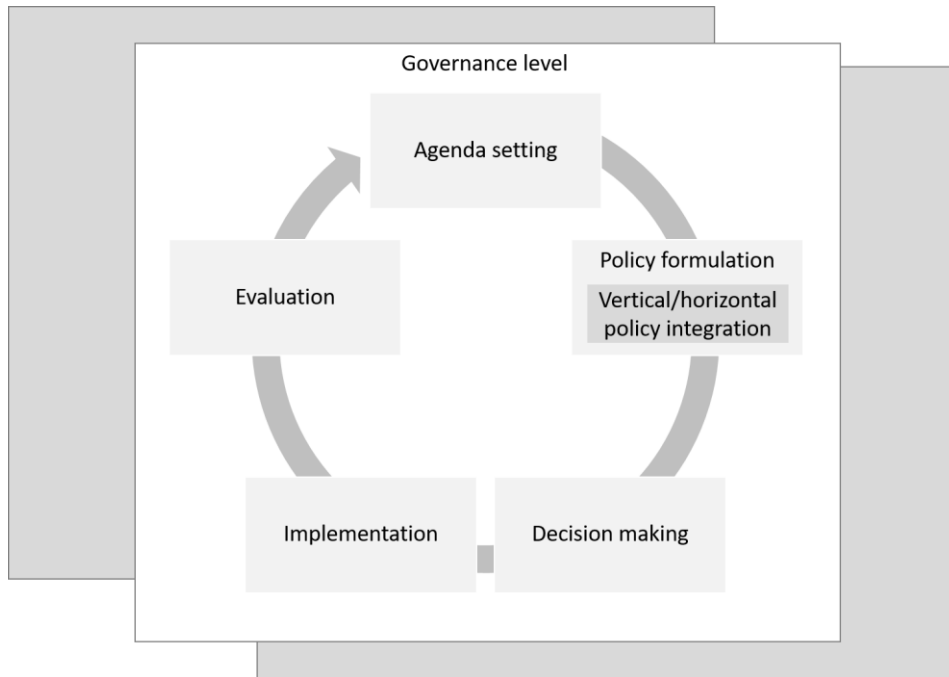 Governance level
Agenda setting
Policy formulation
Vertical/horizontal
policy integration
Evaluation
Implementation
Decision making